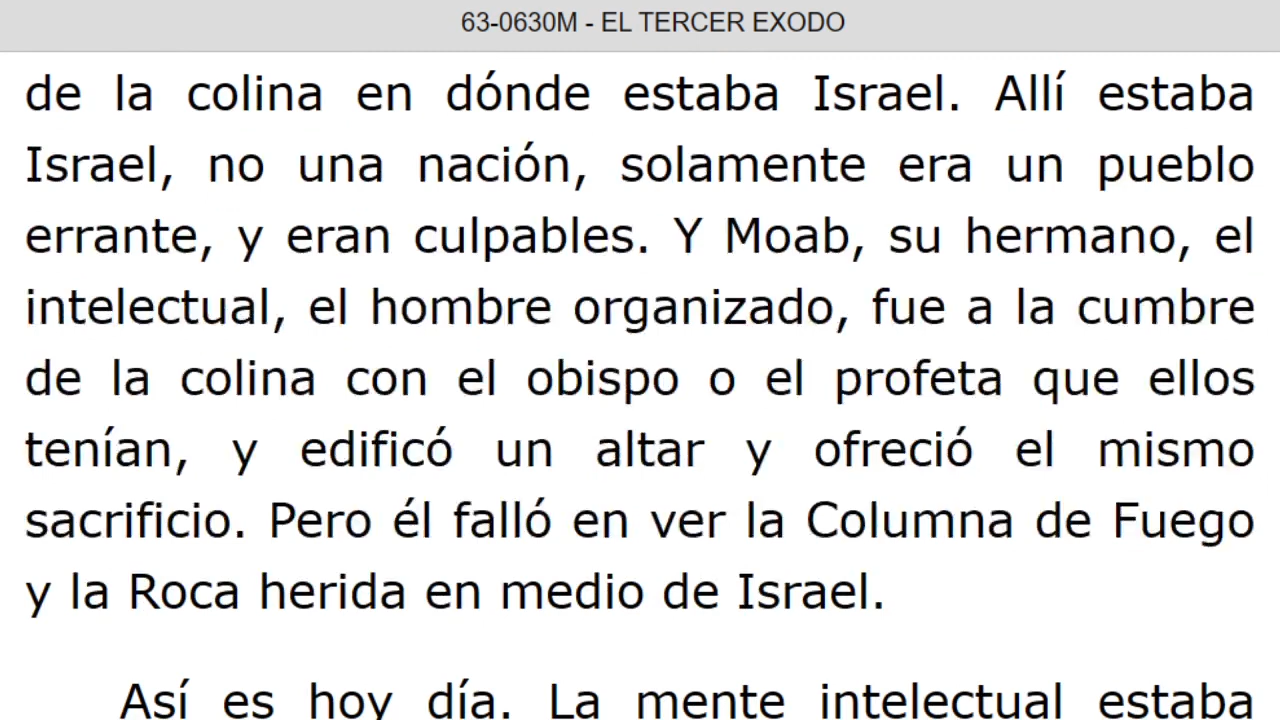 63-0630M - EL TERCER EXODO
de la colina en dónde estaba Israel. Allí estaba
Israel, no una nación, solamente era un pueblo
errante, y eran culpables. Y Moab, su hermano, el
intelectual, el hombre organizado, fue a la cumbre
de la colina con el obispo o el profeta que ellos
tenían, y edificó un altar y ofreció el mismo
sacrificio. Pero él falló en ver la Columna de Fuego
y la Roca herida en medio de Israel.
Así es hoy día. La mente intelectual estaba